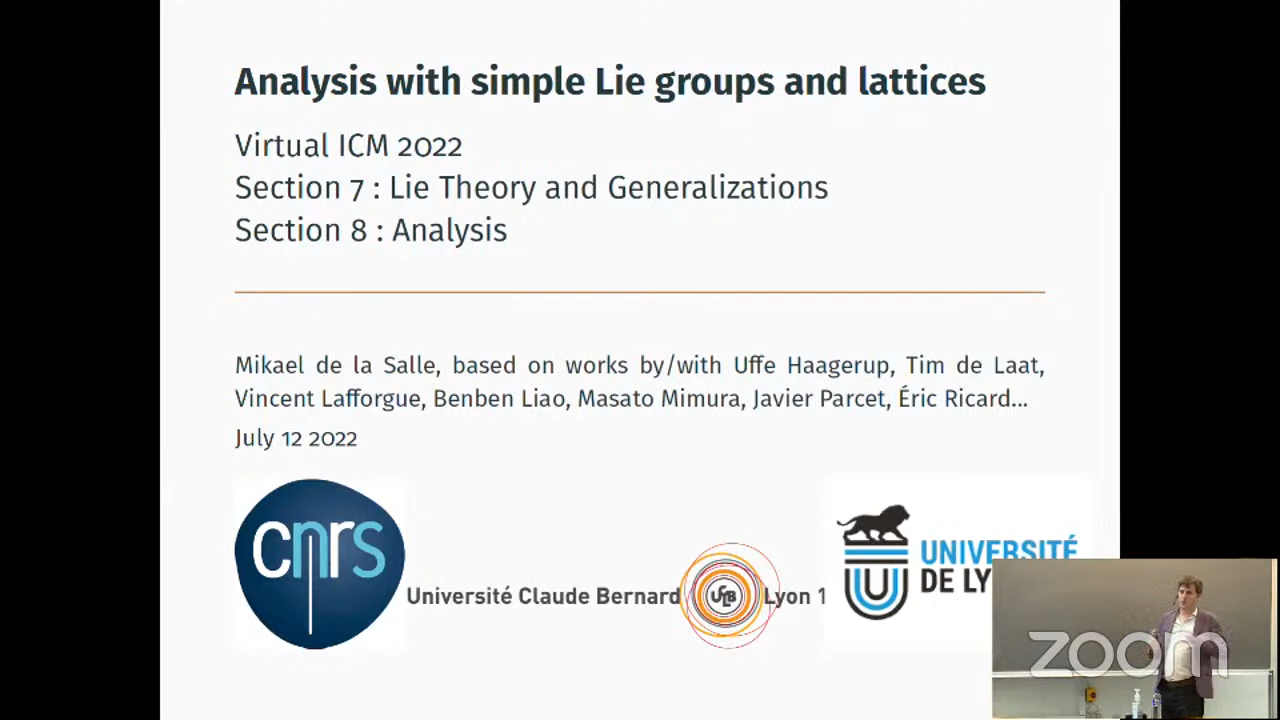 Analysis with simple Lie groups and lattices
Virtual ICM 2022
Section 7 : Lie Theory and Generalizations
Section 8 : Analysis
Mikael de la Salle, based on works by/with Uffe Haagerup, Tim de Laat,
Vincent Lafforgue, Benben Liao, Masato Mimura, Javier Parcet, Éric Ricard...
July 12 2022
cnrs
Université Claude Bernard
UCB
Lyon 1
UNIVERSITÉ
DE LY
zoom